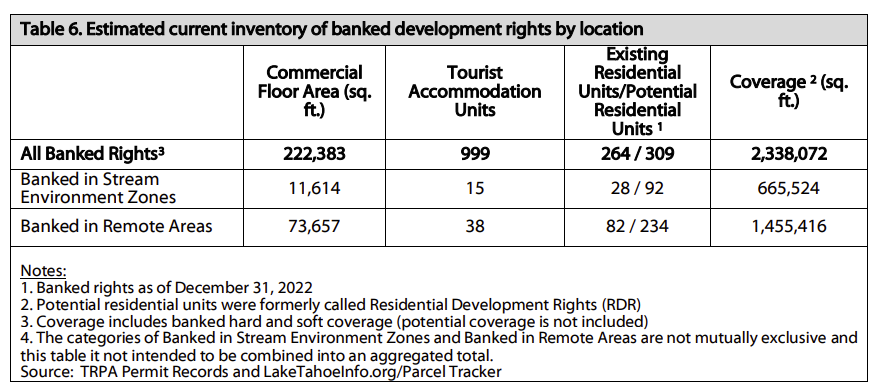 Table 6. Estimated current inventory of banked development rights by location
Commercial
Floor Area (sq.
ft.)
Tourist
Accommodation
Units
Existing
Residential
Units/Potential
Residential
Units ¹
Coverage ² (sq.
ft.)
All Banked Rights³ 222,383 999 264 / 309 2,338,072
Banked in Stream
Environment Zones 11,614 15 28 / 92 665,524
Banked in Remote Areas 73,657 38 82 / 234 1,455,416
Notes:
1. Banked rights as of December 31, 2022
2. Potential residential units were formerly called Residential Development Rights (RDR)
3. Coverage includes banked hard and soft coverage (potential coverage is not included)
4. The categories of Banked in Stream Environment Zones and Banked in Remote Areas are not mutually exclusive and
this table it not intended to be combined into an aggregated total.
Source: TRPA Permit Records and LakeTahoeInfo.org/Parcel Tracker